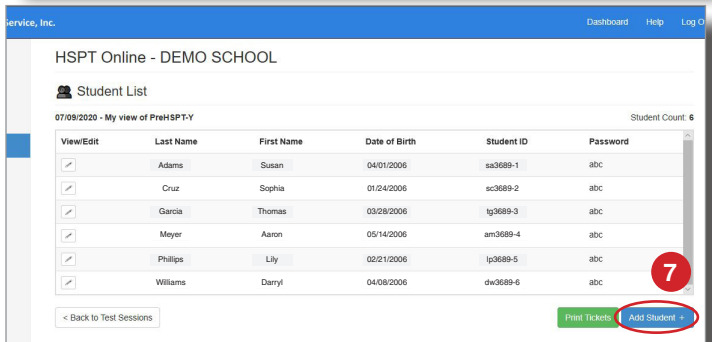 Service, Inc. Dashboard Help Log O
HSPT Online - DEMO SCHOOL
Student List
07/09/2020 - My view of PreHSPT-Y Student Count: 6
View/Edit Last Name First Name Date of Birth Student ID Password
Adams Susan 04/01/2006 sa3689-1 abc
Cruz Sophia 01/24/2006 sc3689-2 abc
Garcia Thomas 03/28/2006 tg3689-3 abc
Meyer Aaron 05/14/2006 am3689-4 abc
Phillips Lily 02/21/2006 lp3689-5 abc
7
Williams Darryl 04/08/2006 dw3689-6 abc
< Back to Test Sessions Print Tickets Add Student +